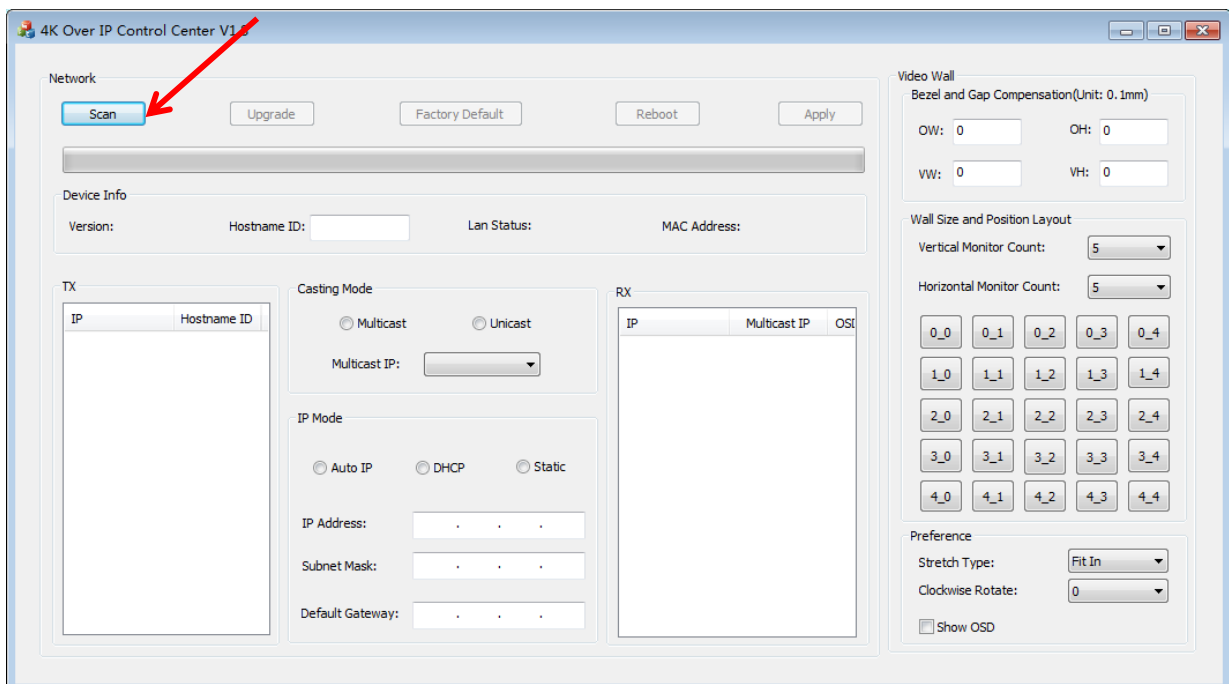 4K Over IP Control Center V1.8
Network
Scan
Upgrade
Factory Default
Reboot
Apply
Device Info
Version:
Hostname ID:
Lan Status:
MAC Address:
TX
IP Hostname ID
Casting Mode
Multicast Unicast
Multicast IP:
IP Mode
Auto IP DHCP Static
IP Address: . . .
Subnet Mask: . . .
Default Gateway: . . .
RX
IP Multicast IP OSD
Video Wall
Bezel and Gap Compensation(Unit: 0.1mm)
OW: 0 OH: 0
VW: 0 VH: 0
Wall Size and Position Layout
Vertical Monitor Count: 5
Horizontal Monitor Count: 5
0_0 0_1 0_2 0_3 0_4
1_0 1_1 1_2 1_3 1_4
2_0 2_1 2_2 2_3 2_4
3_0 3_1 3_2 3_3 3_4
4_0 4_1 4_2 4_3 4_4
Preference
Stretch Type: Fit In
Clockwise Rotate: 0
Show OSD